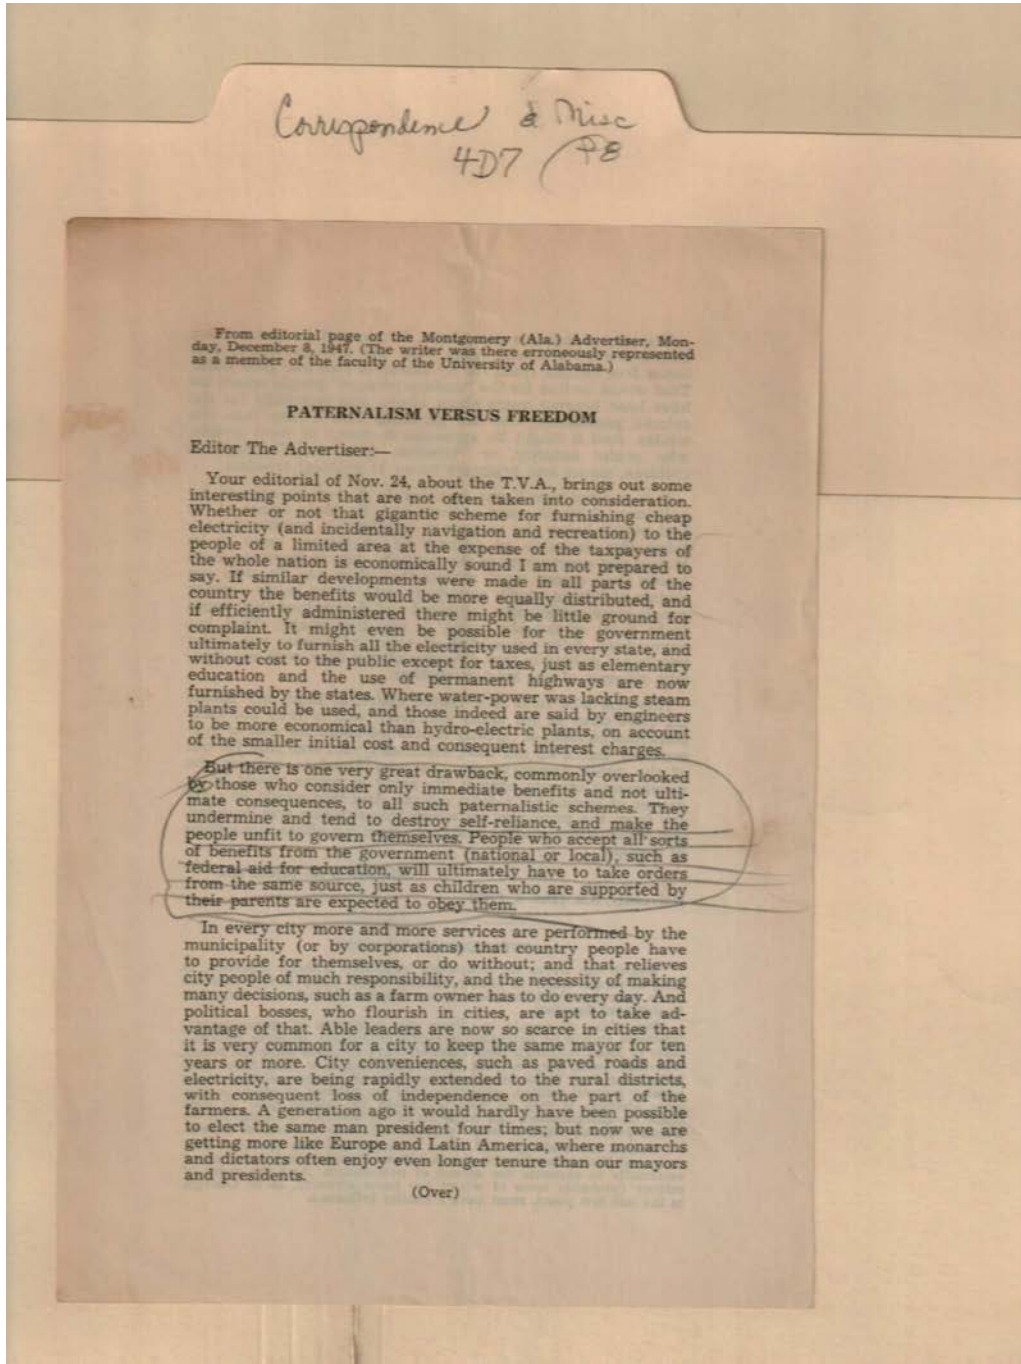 Correspondence & Misc
4D7
From editorial page of the Montgomery (Ala.) Advertiser, Mon-
day, December 8, 1947. (The writer was there erroneously represented
as a member of the faculty of the University of Alabama.)
PATERNALISM VERSUS FREEDOM
Editor The Advertiser:—
Your editorial of Nov. 24, about the T.V.A., brings out some
interesting points that are not often taken into consideration.
Whether or not that gigantic scheme for furnishing cheap
electricity (and incidentally navigation and recreation) to the
people of a limited area at the expense of the taxpayers of
the whole nation is economically sound I am not prepared to
say. If similar developments were made in all parts of the
country the benefits would be more equally distributed, and
if efficiently administered there might be little ground for
complaint. It might even be possible for the government
ultimately to furnish all the electricity used in every state, and
without cost to the public except for taxes, just as elementary
education and the use of permanent highways are now
furnished by the states. Where water-power was lacking steam
plants could be used, and those indeed are said by engineers
to be more economical than hydro-electric plants, on account
of the smaller initial cost and consequent interest charges.
But there is one very great drawback, commonly overlooked
by those who consider only immediate benefits and not ulti-
mate consequences, to all such paternalistic schemes. They
undermine and tend to destroy self-reliance, and make the
people unfit to govern themselves. People who accept all sorts
of benefits from the government (national or local), such as
federal aid for education, will ultimately have to take orders
from the same source, just as children who are supported by
their parents are expected to obey them.
In every city more and more services are performed by the
municipality (or by corporations) that country people have
to provide for themselves, or do without; and that relieves
city people of much responsibility, and the necessity of making
many decisions, such as a farm owner has to do every day. And
political bosses, who flourish in cities, are apt to take ad-
vantage of that. Able leaders are now so scarce in cities that
it is very common for a city to keep the same mayor for ten
years or more. City conveniences, such as paved roads and
electricity, are being rapidly extended to the rural districts,
with consequent loss of independence on the part of the
farmers. A generation ago it would hardly have been possible
to elect the same man president four times; but now we are
getting more like Europe and Latin America, where monarchs
and dictators often enjoy even longer tenure than our mayors
and presidents.
(Over)